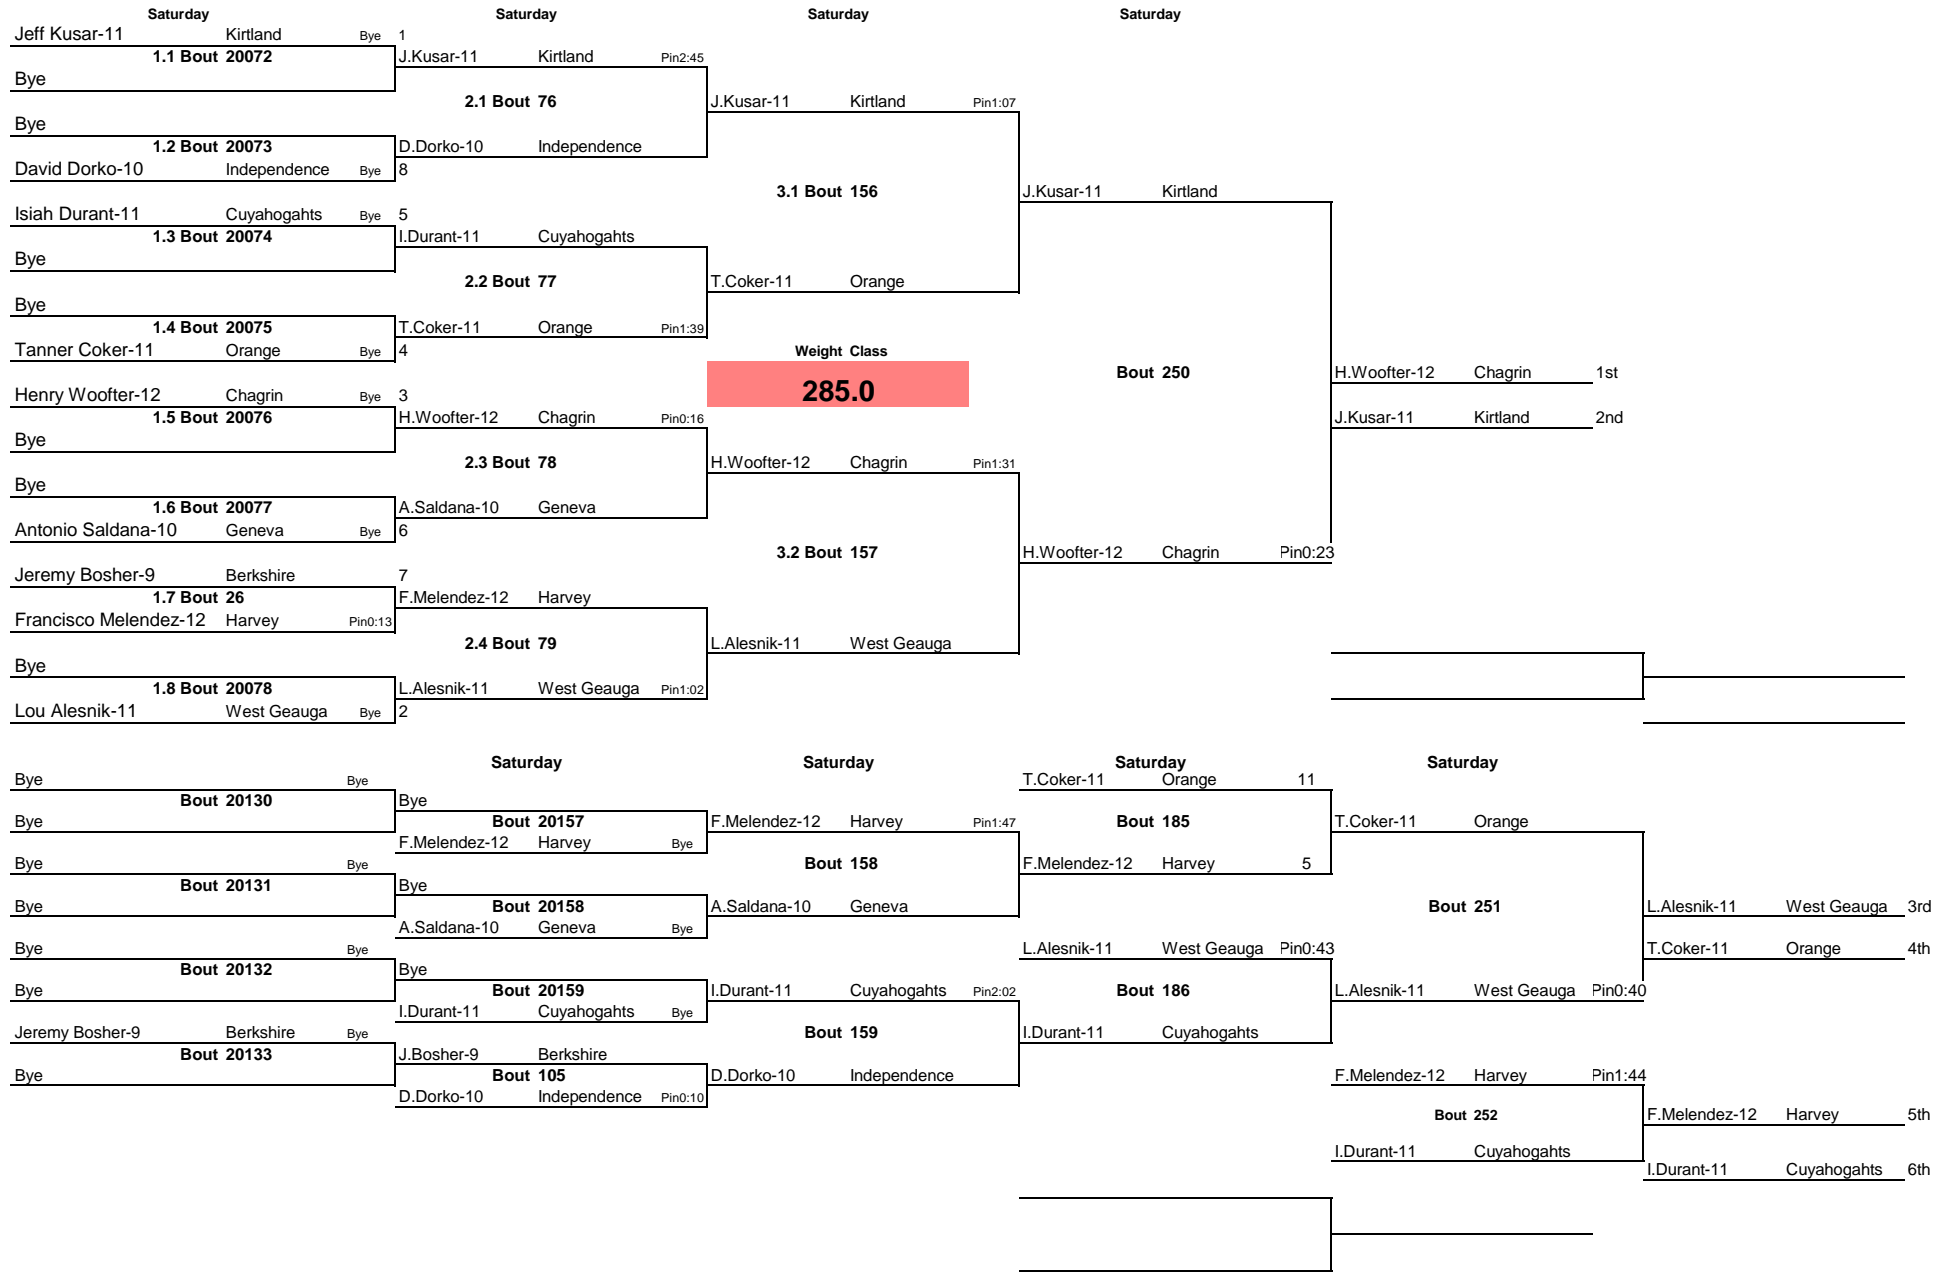 Saturday Saturday Saturday Saturday
Jeff Kusar-11 Kirtland Bye 1
1.1 Bout 20072 J.Kusar-11 Kirtland Pin2:45
Bye
2.1 Bout 76 J.Kusar-11 Kirtland Pin1:07
Bye
1.2 Bout 20073 D.Dorko-10 Independence
David Dorko-10 Independence Bye 8
3.1 Bout 156 J.Kusar-11 Kirtland
Isiah Durant-11 Cuyahogahts Bye 5
1.3 Bout 20074 I.Durant-11 Cuyahogahts
Bye
2.2 Bout 77 T.Coker-11 Orange
Bye
1.4 Bout 20075 T.Coker-11 Orange Pin1:39
Tanner Coker-11 Orange Bye 4 Weight Class
Bout 250 H.Woofter-12 Chagrin 1st
Henry Woofter-12 Chagrin Bye 3 285.0
1.5 Bout 20076 H.Woofter-12 Chagrin Pin0:16 J.Kusar-11 Kirtland 2nd
Bye
2.3 Bout 78 H.Woofter-12 Chagrin Pin1:31
Bye
1.6 Bout 20077 A.Saldana-10 Geneva
Antonio Saldana-10 Geneva Bye 6
3.2 Bout 157 H.Woofter-12 Chagrin Pin0:23
Jeremy Bosher-9 Berkshire 7
1.7 Bout 26 F.Melendez-12 Harvey
Francisco Melendez-12 Harvey Pin0:13
2.4 Bout 79 L.Alesnik-11 West Geauga
Bye
1.8 Bout 20078 L.Alesnik-11 West Geauga Pin1:02
Lou Alesnik-11 West Geauga Bye 2
Saturday Saturday Saturday Saturday
Bye Bye T.Coker-11 Orange 11
Bout 20130 Bye
Bye Bout 20157 F.Melendez-12 Harvey Pin1:47 Bout 185 T.Coker-11 Orange
F.Melendez-12 Harvey Bye
Bye Bye Bout 158 F.Melendez-12 Harvey 5
Bout 20131 Bye
Bye Bout 20158 A.Saldana-10 Geneva Bout 251 L.Alesnik-11 West Geauga 3rd
A.Saldana-10 Geneva Bye
Bye Bye L.Alesnik-11 West Geauga Pin0:43 T.Coker-11 Orange 4th
Bout 20132 Bye
Bye Bout 20159 I.Durant-11 Cuyahogahts Pin2:02 Bout 186 L.Alesnik-11 West Geauga Pin0:40
I.Durant-11 Cuyahogahts Bye
Jeremy Bosher-9 Berkshire Bye Bout 159 I.Durant-11 Cuyahogahts
Bout 20133 J.Bosher-9 Berkshire
Bye Bout 105 D.Dorko-10 Independence F.Melendez-12 Harvey Pin1:44
D.Dorko-10 Independence Pin0:10
Bout 252 F.Melendez-12 Harvey 5th
I.Durant-11 Cuyahogahts
I.Durant-11 Cuyahogahts 6th